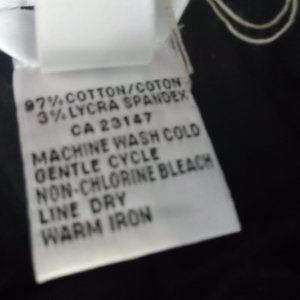 97% COTTON/COTON
3% LYCRA SPANDEX
CA 23147
MACHINE WASH COLD
GENTLE CYCLE
NON-CHLORINE BLEACH
LINE DRY
WARM IRON